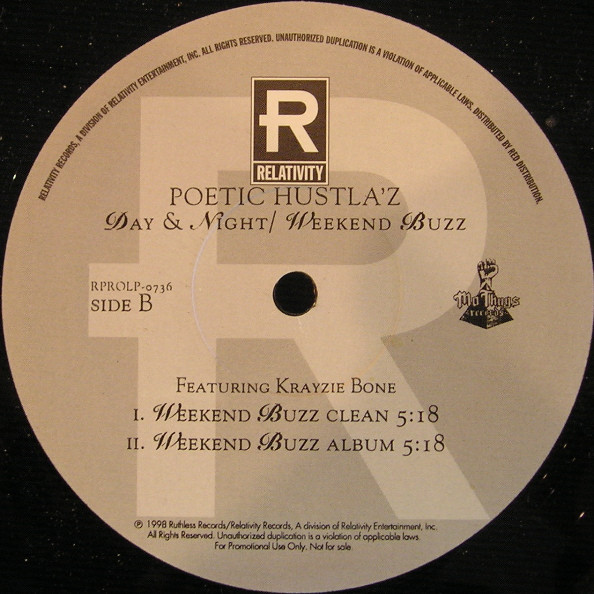 RELATIVITY RECORDS, A DIVISION OF RELATIVITY ENTERTAINMENT, INC. ALL RIGHTS RESERVED. UNAUTHORIZED DUPLICATION IS A VIOLATION OF APPLICABLE LAWS. DISTRIBUTED BY RED DISTRIBUTION.
R
RELATIVITY
POETIC HUSTLA'Z
DAY & NIGHT/ WEEKEND BUZZ
RPROLP-0736
SIDE B
Mo Thugs
RECORDS
FEATURING KRAYZIE BONE
I. WEEKEND BUZZ CLEAN 5:18
II. WEEKEND BUZZ ALBUM 5:18
℗ 1998 Ruthless Records/Relativity Records, A division of Relativity Entertainment, Inc.
All Rights Reserved. Unauthorized duplication is a violation of applicable laws.
For Promotional Use Only. Not for sale.